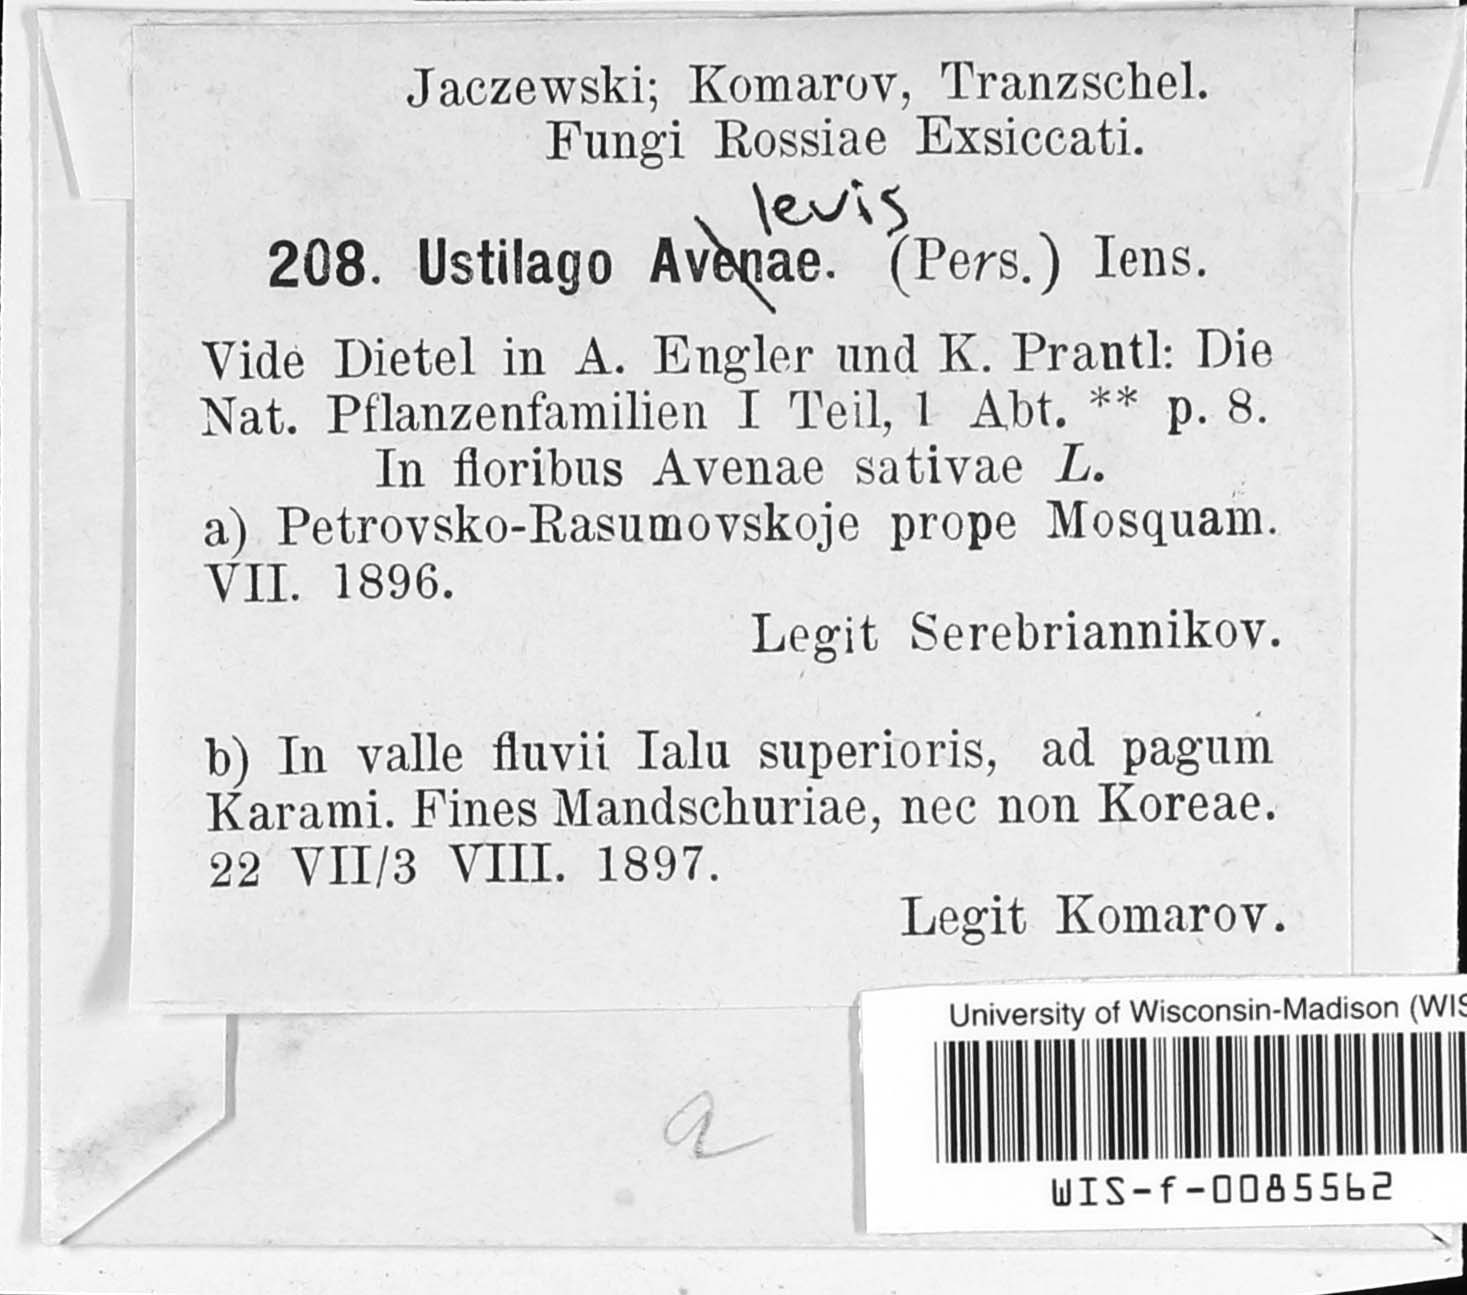 Jaczewski; Komarov, Tranzschel.
Fungi Rossiae Exsiccati.
levis
208. Ustilago Avenae. (Pers.) Iens.
Vide Dietel in A. Engler und K. Prantl: Die
Nat. Pflanzenfamilien I Teil, 1 Abt. ** p. 8.
In floribus Avenae sativae L.
a) Petrovsko-Rasumovskoje prope Mosquam.
VII. 1896.
Legit Serebriannikov.
b) In valle fluvii Ialu superioris, ad pagum
Karami. Fines Mandschuriae, nec non Koreae.
22 VII/3 VIII. 1897.
Legit Komarov.
University of Wisconsin-Madison (WIS
a
WIS-f-0085562